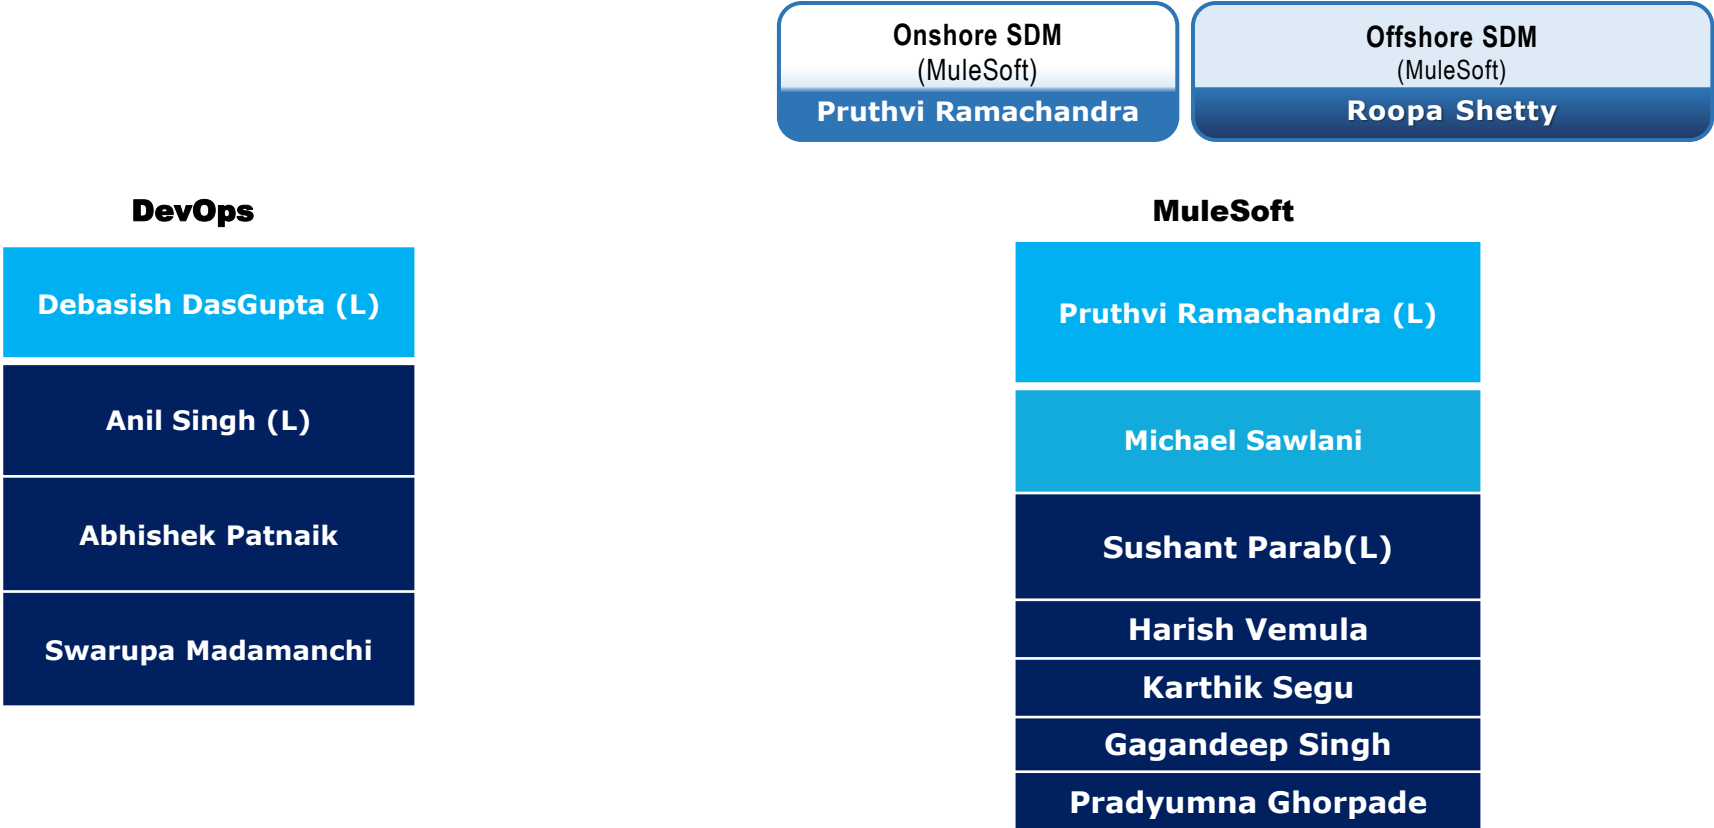 Onshore SDM
(MuleSoft)
Pruthvi Ramachandra
Offshore SDM
(MuleSoft)
Roopa Shetty
DevOps
Debasish DasGupta (L)
Anil Singh (L)
Abhishek Patnaik
Swarupa Madamanchi
MuleSoft
Pruthvi Ramachandra (L)
Michael Sawlani
Sushant Parab(L)
Harish Vemula
Karthik Segu
Gagandeep Singh
Pradyumna Ghorpade